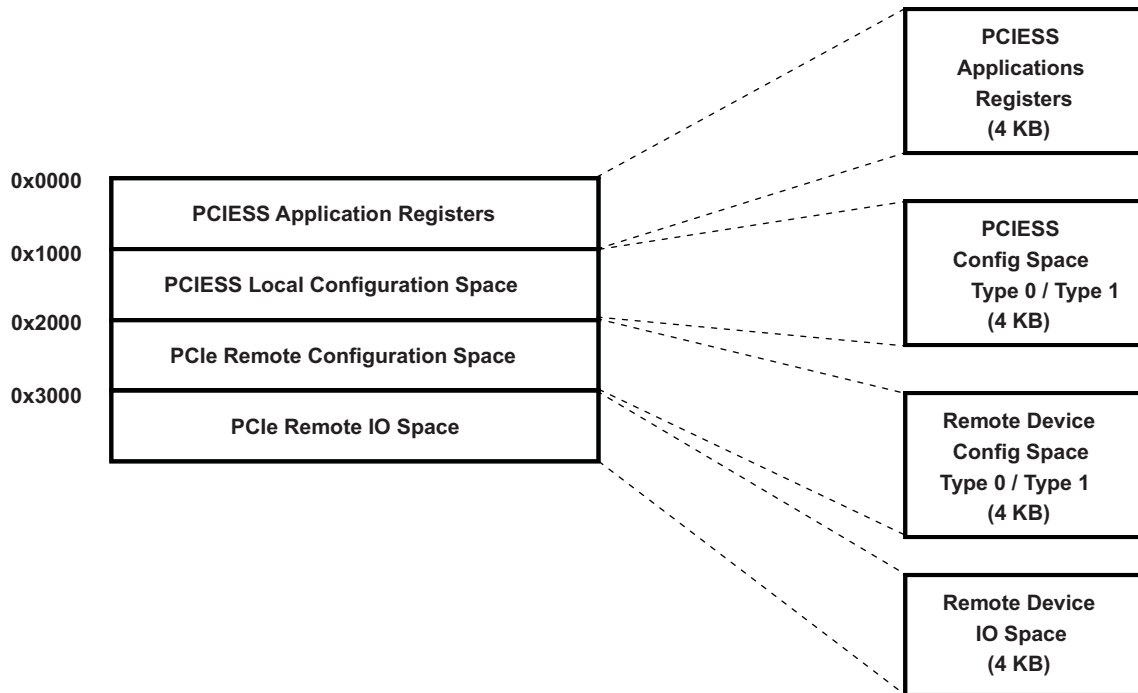 0x0000
PCIESS Application Registers
0x1000
PCIESS Local Configuration Space
0x2000
PCIe Remote Configuration Space
0x3000
PCIe Remote IO Space
PCIESS
Applications
Registers
(4 KB)
PCIESS
Config Space
Type 0 / Type 1
(4 KB)
Remote Device
Config Space
Type 0 / Type 1
(4 KB)
Remote Device
IO Space
(4 KB)